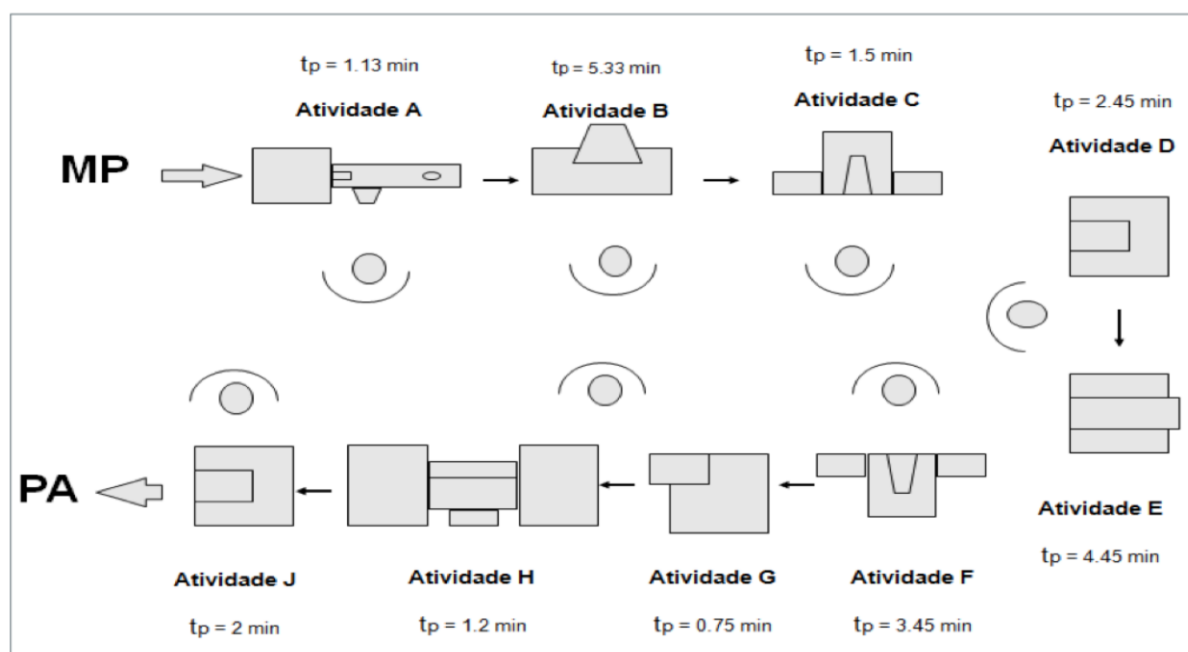 tp = 1.13 min
Atividade A
tp = 5.33 min
Atividade B
tp = 1.5 min
Atividade C
tp = 2.45 min
Atividade D
MP
PA
Atividade J
tp = 2 min
Atividade H
tp = 1.2 min
Atividade G
tp = 0.75 min
Atividade F
tp = 3.45 min
Atividade E
tp = 4.45 min